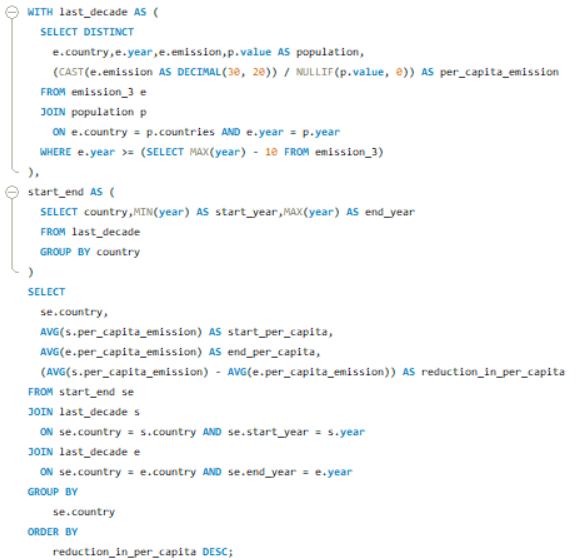 WITH last_decade AS (
SELECT DISTINCT
e.country,e.year,e.emission,p.value AS population,
(CAST(e.emission AS DECIMAL(30, 20)) / NULLIF(p.value, 0)) AS per_capita_emission
FROM emission_3 e
JOIN population p
ON e.country = p.countries AND e.year = p.year
WHERE e.year >= (SELECT MAX(year) - 10 FROM emission_3)
),
start_end AS (
SELECT country,MIN(year) AS start_year,MAX(year) AS end_year
FROM last_decade
GROUP BY country
)
SELECT
se.country,
AVG(s.per_capita_emission) AS start_per_capita,
AVG(e.per_capita_emission) AS end_per_capita,
(AVG(s.per_capita_emission) - AVG(e.per_capita_emission)) AS reduction_in_per_capita
FROM start_end se
JOIN last_decade s
ON se.country = s.country AND se.start_year = s.year
JOIN last_decade e
ON se.country = e.country AND se.end_year = e.year
GROUP BY
se.country
ORDER BY
reduction_in_per_capita DESC;